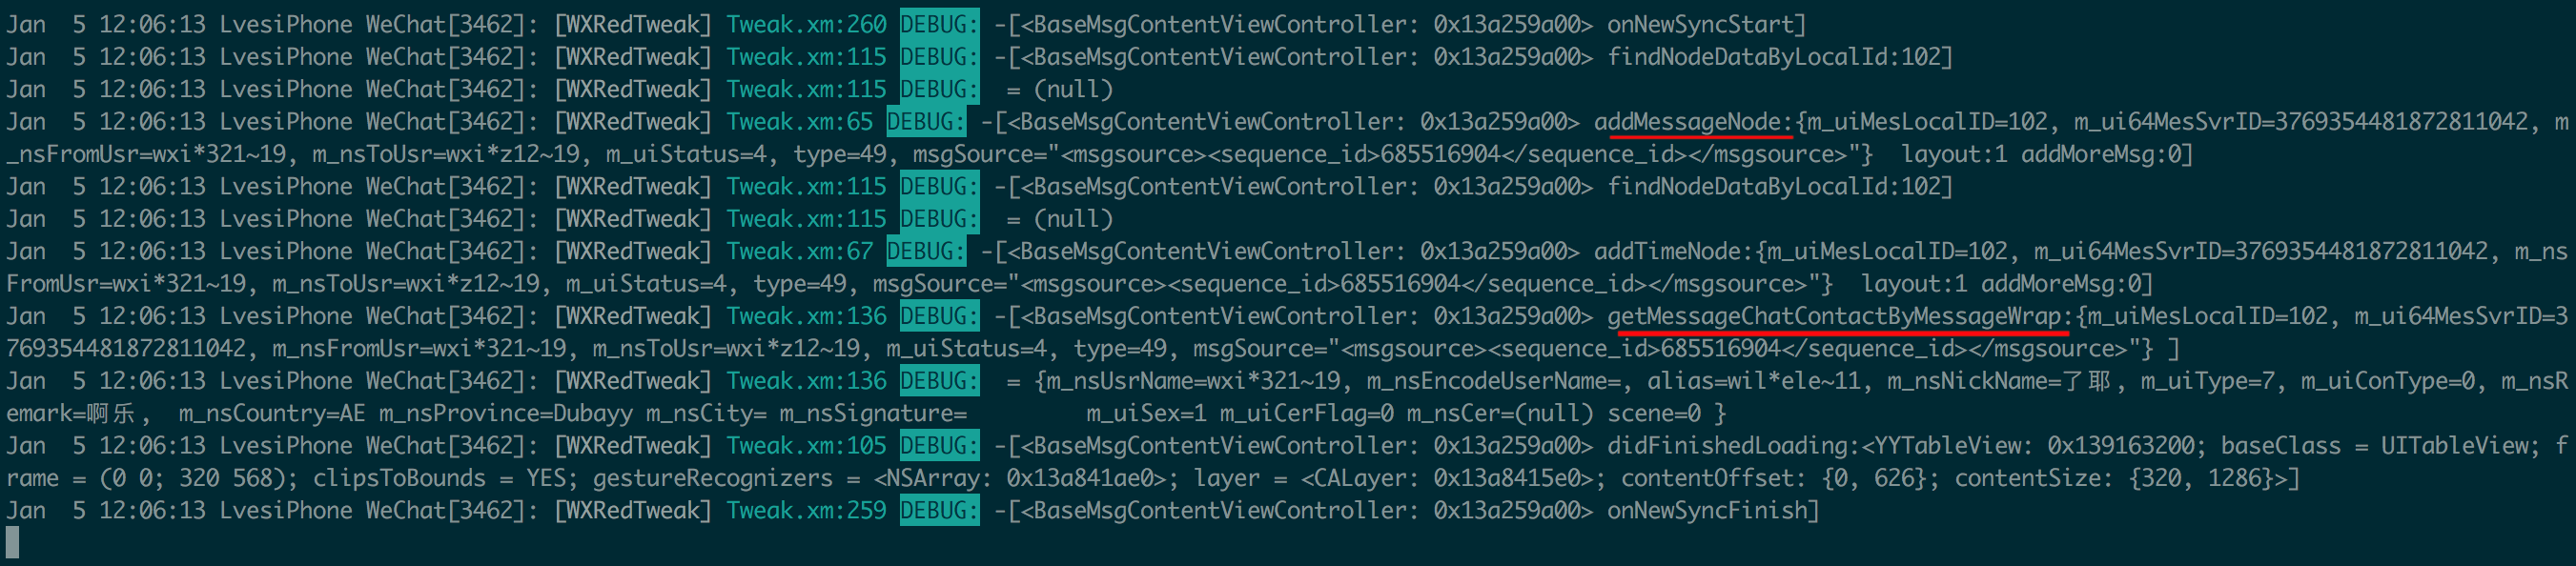 Jan  5 12:06:13 LvesiPhone WeChat[3462]: [WXRedTweak] Tweak.xm:260 DEBUG: -[<BaseMsgContentViewController: 0x13a259a00> onNewSyncStart]
Jan  5 12:06:13 LvesiPhone WeChat[3462]: [WXRedTweak] Tweak.xm:115 DEBUG: -[<BaseMsgContentViewController: 0x13a259a00> findNodeDataByLocalId:102]
Jan  5 12:06:13 LvesiPhone WeChat[3462]: [WXRedTweak] Tweak.xm:115 DEBUG:  = (null)
Jan  5 12:06:13 LvesiPhone WeChat[3462]: [WXRedTweak] Tweak.xm:65 DEBUG: -[<BaseMsgContentViewController: 0x13a259a00> addMessageNode:{m_uiMesLocalID=102, m_ui64MesSvrID=3769354481872811042, m
_nsFromUsr=wxi*321~19, m_nsToUsr=wxi*z12~19, m_uiStatus=4, type=49, msgSource="<msgsource><sequence_id>685516904</sequence_id></msgsource>"}  layout:1 addMoreMsg:0]
Jan  5 12:06:13 LvesiPhone WeChat[3462]: [WXRedTweak] Tweak.xm:115 DEBUG: -[<BaseMsgContentViewController: 0x13a259a00> findNodeDataByLocalId:102]
Jan  5 12:06:13 LvesiPhone WeChat[3462]: [WXRedTweak] Tweak.xm:115 DEBUG:  = (null)
Jan  5 12:06:13 LvesiPhone WeChat[3462]: [WXRedTweak] Tweak.xm:67 DEBUG: -[<BaseMsgContentViewController: 0x13a259a00> addTimeNode:{m_uiMesLocalID=102, m_ui64MesSvrID=3769354481872811042, m_ns
FromUsr=wxi*321~19, m_nsToUsr=wxi*z12~19, m_uiStatus=4, type=49, msgSource="<msgsource><sequence_id>685516904</sequence_id></msgsource>"}  layout:1 addMoreMsg:0]
Jan  5 12:06:13 LvesiPhone WeChat[3462]: [WXRedTweak] Tweak.xm:136 DEBUG: -[<BaseMsgContentViewController: 0x13a259a00> getMessageChatContactByMessageWrap:{m_uiMesLocalID=102, m_ui64MesSvrID=3
769354481872811042, m_nsFromUsr=wxi*321~19, m_nsToUsr=wxi*z12~19, m_uiStatus=4, type=49, msgSource="<msgsource><sequence_id>685516904</sequence_id></msgsource>"} ]
Jan  5 12:06:13 LvesiPhone WeChat[3462]: [WXRedTweak] Tweak.xm:136 DEBUG:  = {m_nsUsrName=wxi*321~19, m_nsEncodeUserName=, alias=wil*ele~11, m_nsNickName=了耶, m_uiType=7, m_uiConType=0, m_nsR
emark=啊乐,  m_nsCountry=AE m_nsProvince=Dubayy m_nsCity= m_nsSignature=         m_uiSex=1 m_uiCerFlag=0 m_nsCer=(null) scene=0 }
Jan  5 12:06:13 LvesiPhone WeChat[3462]: [WXRedTweak] Tweak.xm:105 DEBUG: -[<BaseMsgContentViewController: 0x13a259a00> didFinishedLoading:<YYTableView: 0x139163200; baseClass = UITableView; f
rame = (0 0; 320 568); clipsToBounds = YES; gestureRecognizers = <NSArray: 0x13a841ae0>; layer = <CALayer: 0x13a8415e0>; contentOffset: {0, 626}; contentSize: {320, 1286}>]
Jan  5 12:06:13 LvesiPhone WeChat[3462]: [WXRedTweak] Tweak.xm:259 DEBUG: -[<BaseMsgContentViewController: 0x13a259a00> onNewSyncFinish]